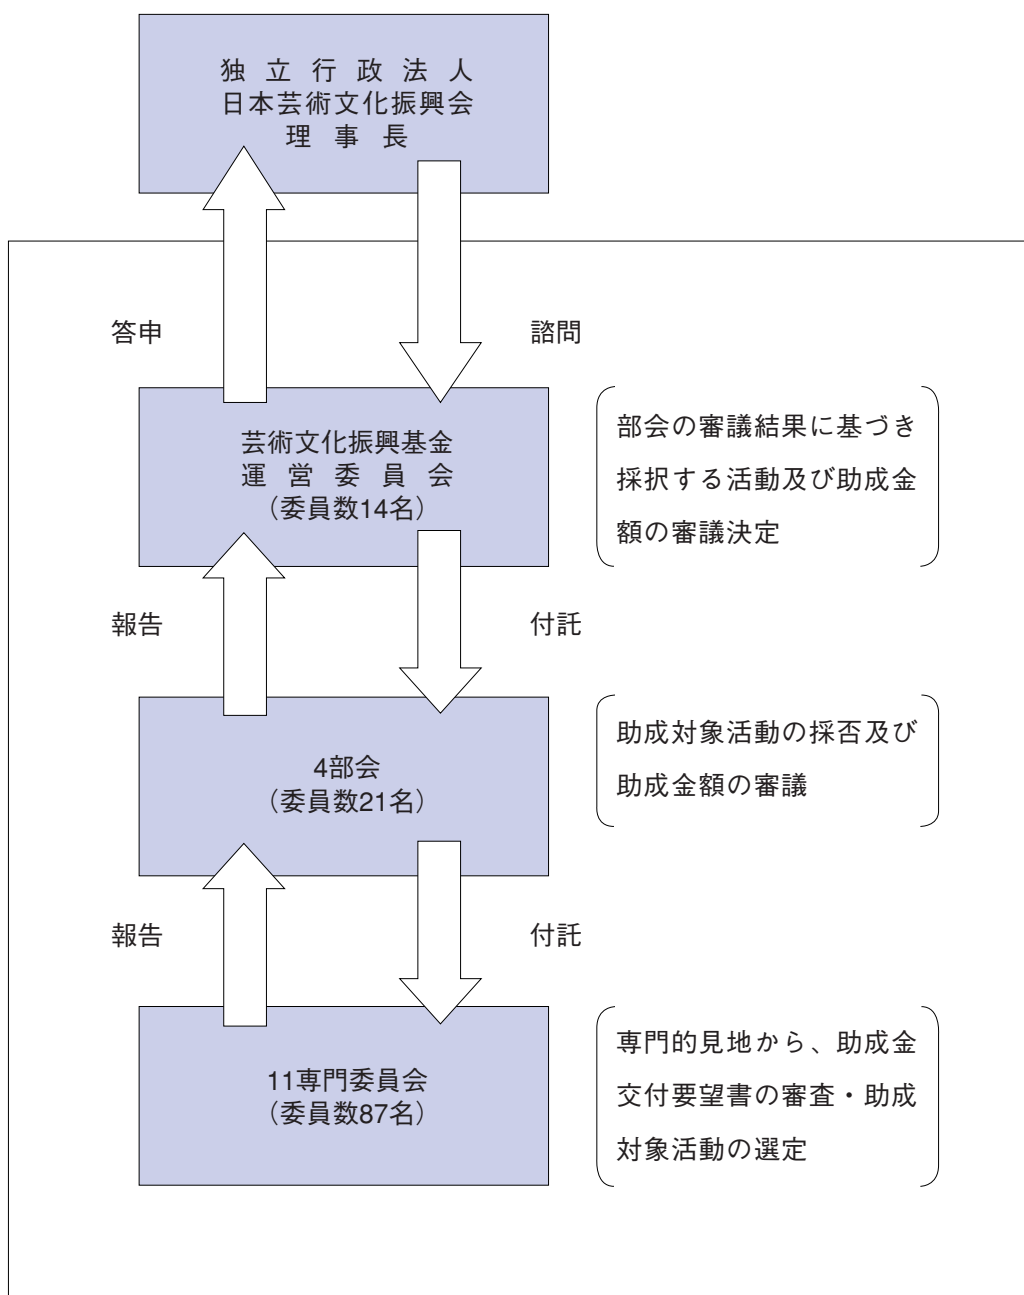 独立行政法人
日本芸術文化振興会
理事長
答申
諮問
芸術文化振興基金
運営委員会
（委員数14名）
部会の審議結果に基づき
採択する活動及び助成金
額の審議決定
報告
付託
4部会
（委員数21名）
助成対象活動の採否及び
助成金額の審議
報告
付託
11専門委員会
（委員数87名）
専門的見地から、助成金
交付要望書の審査・助成
対象活動の選定